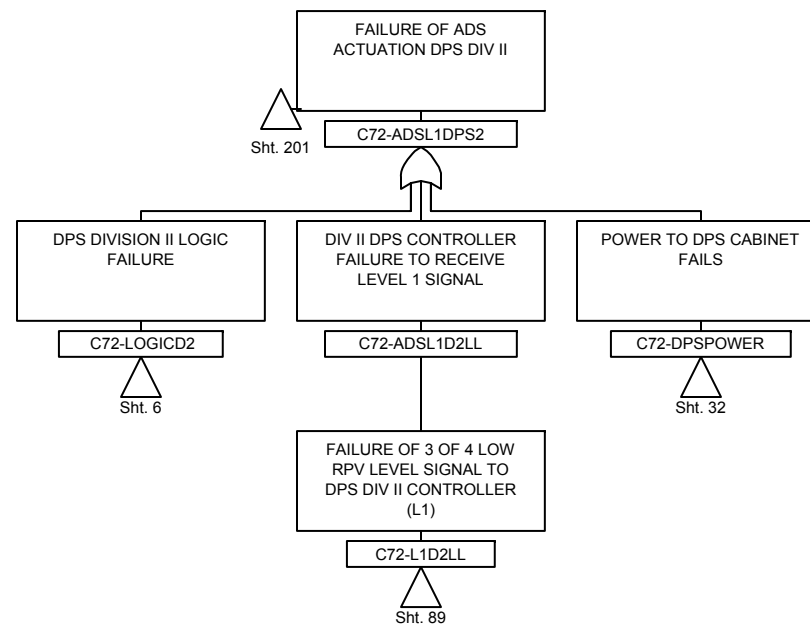 FAILURE OF ADS
ACTUATION DPS DIV II
Sht. 201
C72-ADSL1DPS2
DPS DIVISION II LOGIC
FAILURE
C72-LOGICD2
Sht. 6
DIV II DPS CONTROLLER
FAILURE TO RECEIVE
LEVEL 1 SIGNAL
C72-ADSL1D2LL
POWER TO DPS CABINET
FAILS
C72-DPSPOWER
Sht. 32
FAILURE OF 3 OF 4 LOW
RPV LEVEL SIGNAL TO
DPS DIV II CONTROLLER
(L1)
C72-L1D2LL
Sht. 89